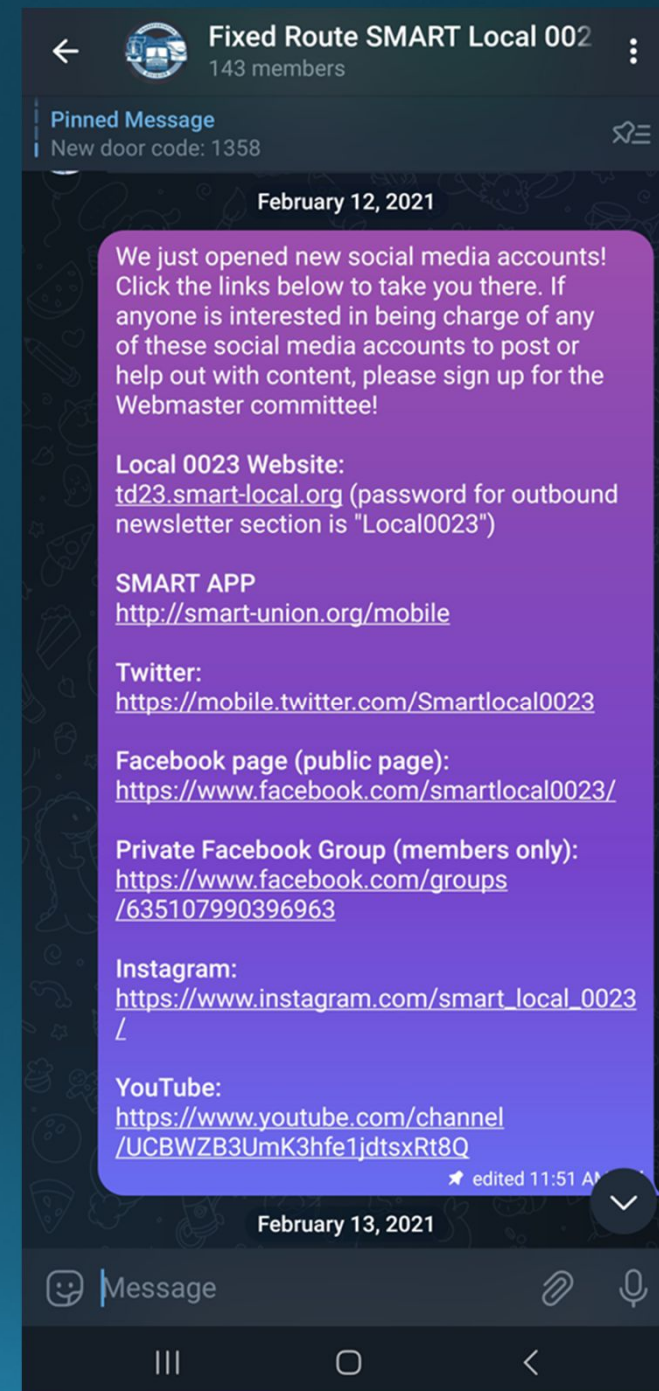 Fixed Route SMART Local 002
143 members
Pinned Message
New door code: 1358
February 12, 2021
We just opened new social media accounts!
Click the links below to take you there. If
anyone is interested in being charge of any
of these social media accounts to post or
help out with content, please sign up for the
Webmaster committee!
Local 0023 Website:
td23.smart-local.org (password for outbound
newsletter section is "Local0023")
SMART APP
http://smart-union.org/mobile
Twitter:
https://mobile.twitter.com/Smartlocal0023
Facebook page (public page):
https://www.facebook.com/smartlocal0023/
Private Facebook Group (members only):
https://www.facebook.com/groups
/635107990396963
Instagram:
https://www.instagram.com/smart_local_0023
/
YouTube:
https://www.youtube.com/channel
/UCBWZB3UmK3hfe1jdtsxRt8Q
edited 11:51 A
February 13, 2021
Message